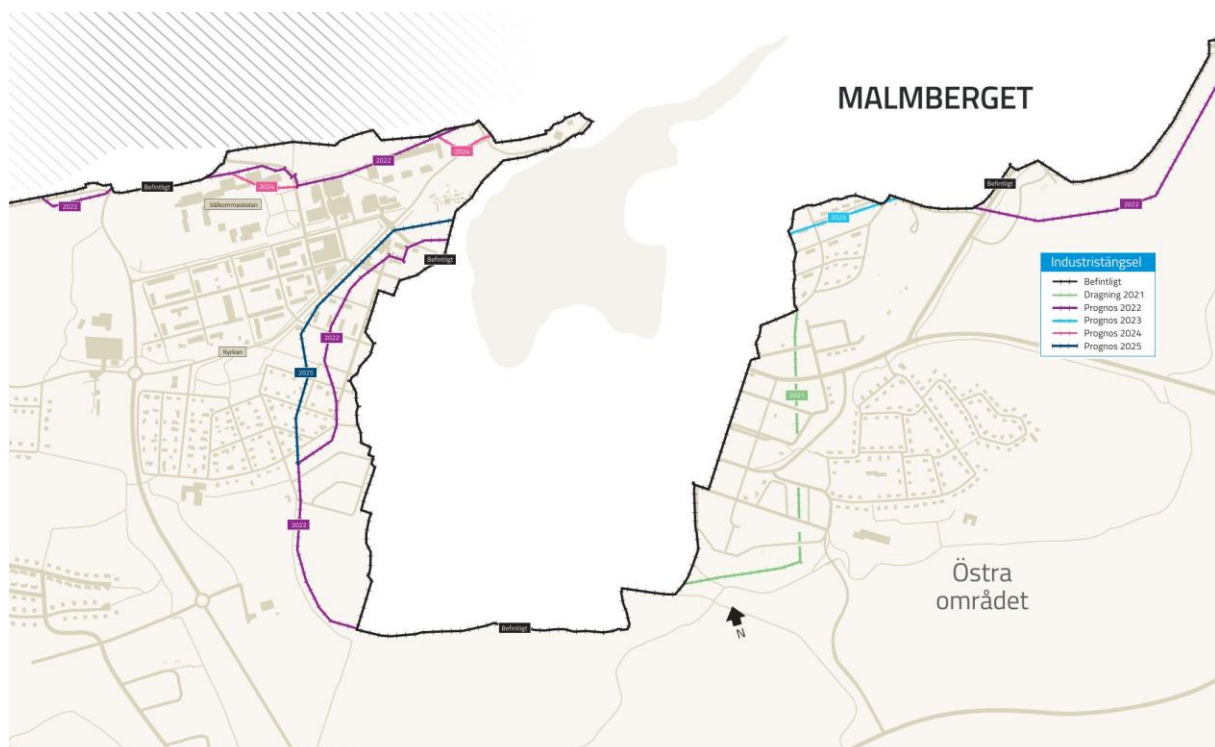 MALMBERGET
2024
2022
Befintligt
2024
2022
Välkommaskolan
Befintligt
2023
2022
Befintligt
Industristängsel
Befintligt
Dragning 2021
Prognos 2022
Prognos 2023
Prognos 2024
Prognos 2025
2022
Kyrkan
2025
2021
2022
Östra
området
Befintligt
N